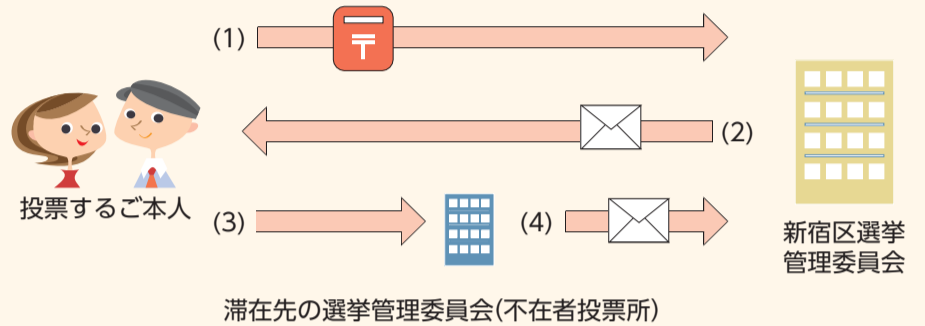 (1)
〒
(2)
投票するご本人
(3)
(4)
新宿区選挙
管理委員会
滞在先の選挙管理委員会(不在者投票所)